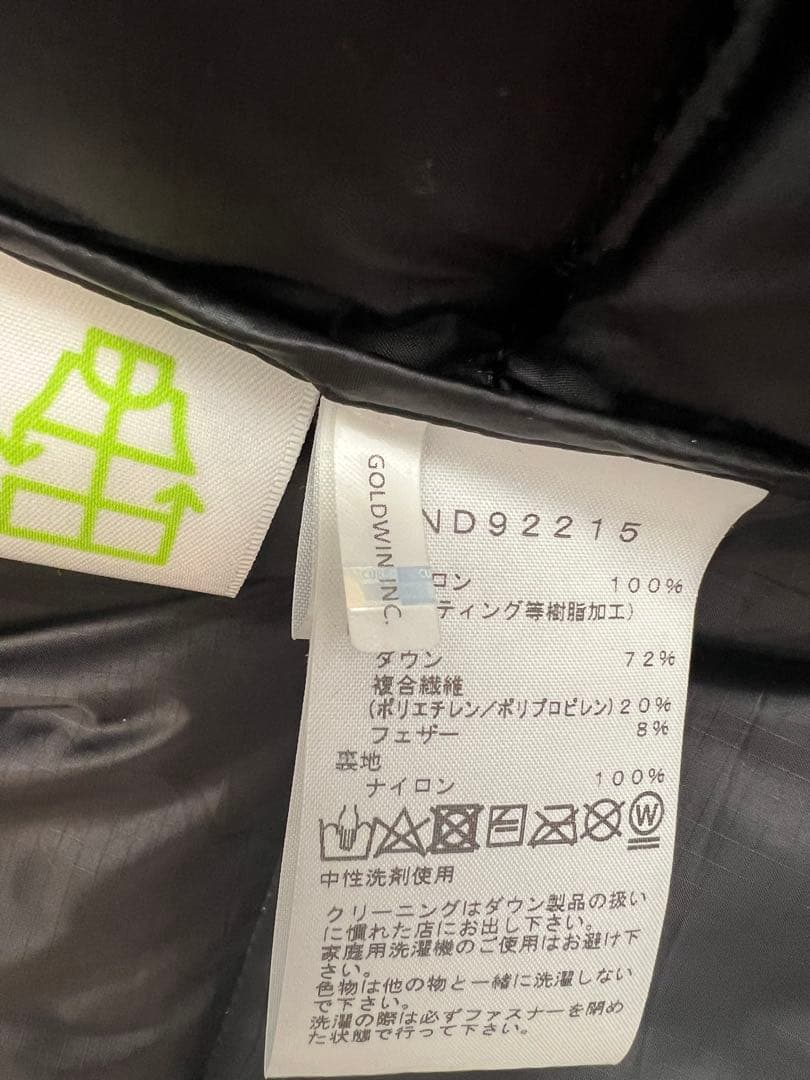 GOLDWIN INC.
ND92215
ロン 100%
ティング等樹脂加工)
ダウン 72%
複合繊維
(ポリエチレン/ポリプロピレン)20%
フェザー 8%
裏地
ナイロン 100%
W
中性洗剤使用
クリーニングはダウン製品の扱い
に慣れた店にお出し下さい。
家庭用洗濯機のご使用はお避け下
さい。
色物は他の物と一緒に洗濯しない
で下さい。
洗濯の際は必ずファスナーを閉め
た状態で行って下さい。